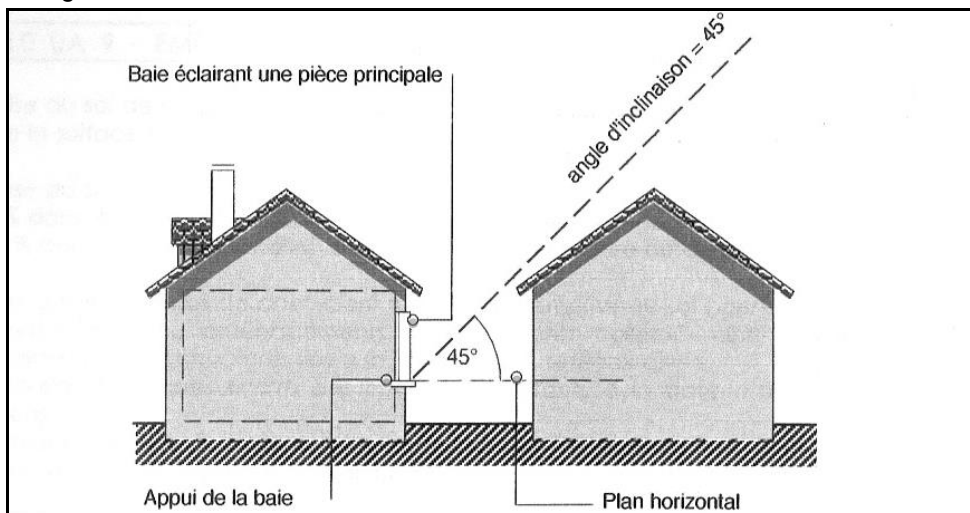 Baie éclairant une pièce principale
angle d'inclinaison = 45°
45°
Appui de la baie
Plan horizontal